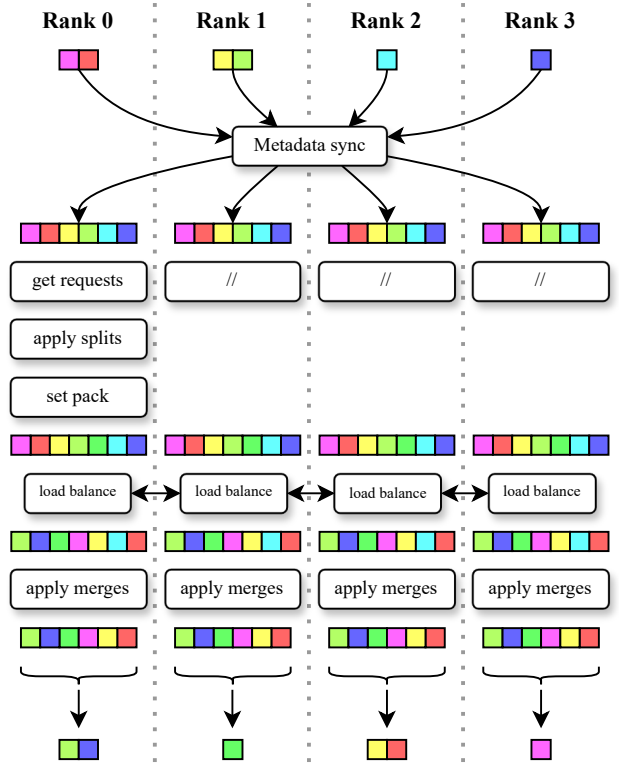 Rank 0 Rank 1 Rank 2 Rank 3
Metadata sync
get requests // // //
apply splits
set pack
load balance load balance load balance load balance
apply merges apply merges apply merges apply merges